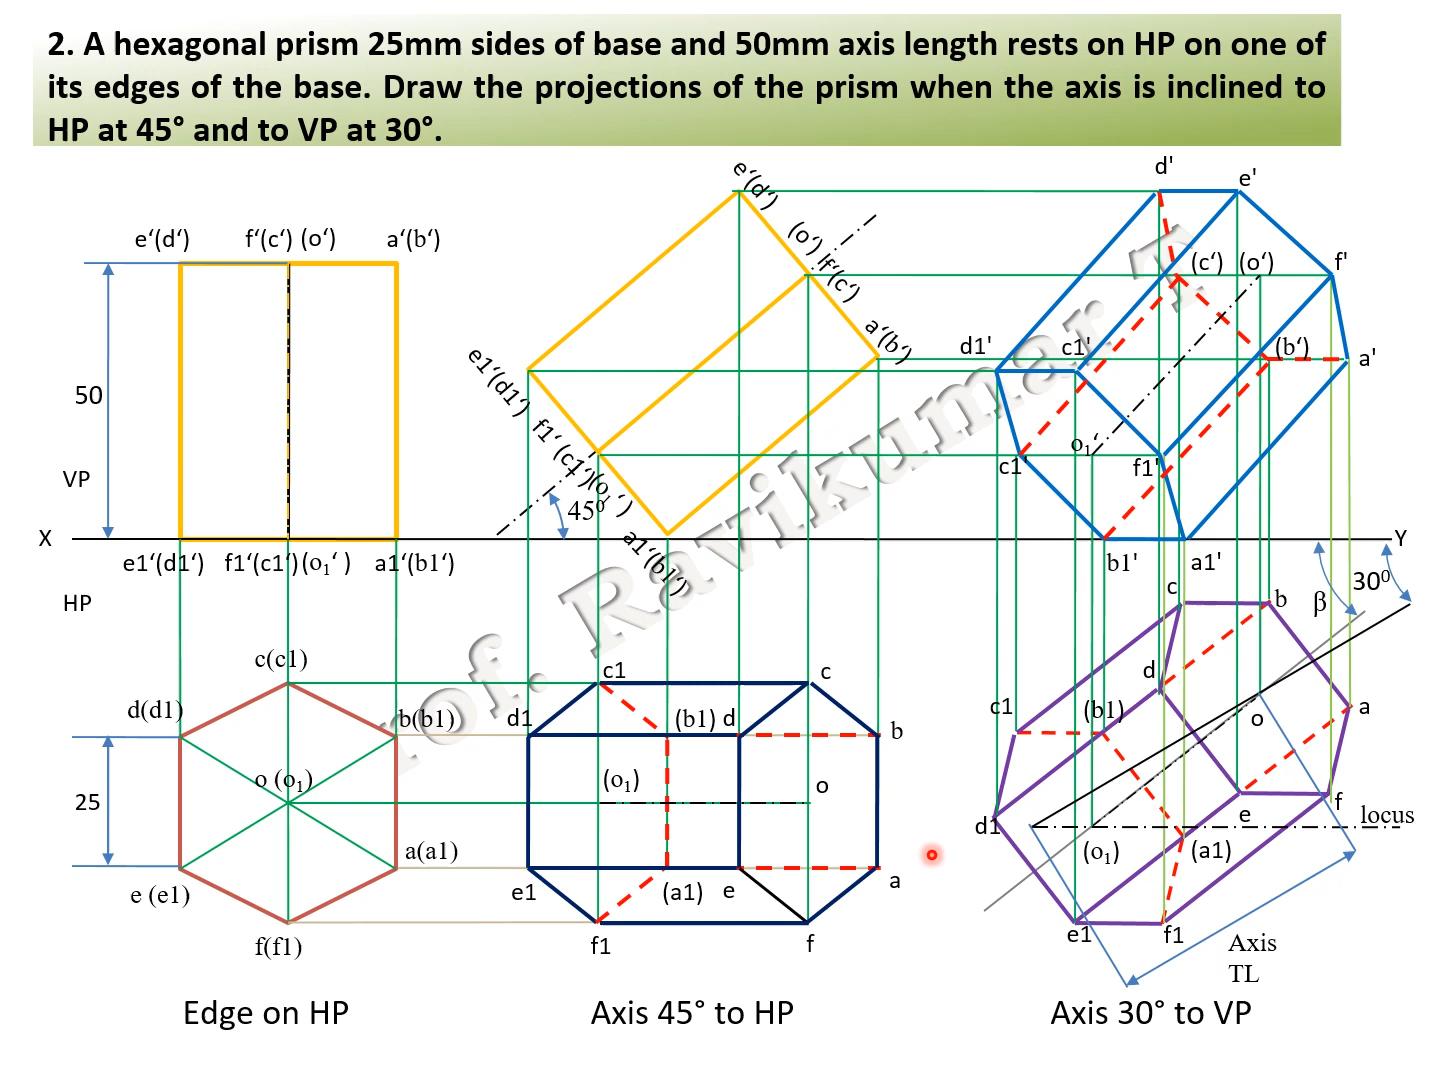 2. A hexagonal prism 25mm sides of base and 50mm axis length rests on HP on one of
its edges of the base. Draw the projections of the prism when the axis is inclined to
HP at 45° and to VP at 30°.
e‘(d‘) f‘(c‘) (o‘) a‘(b‘)
50
VP
X
e1‘(d1‘) f1‘(c1‘) (o₁‘ ) a1‘(b1‘)
HP
c(c1)
d(d1)
b(b1)
o (o₁)
25
a(a1)
e (e1)
f(f1)
Edge on HP
e‘(d‘)
(o‘)
f‘(c‘)
a‘(b‘)
e1‘(d1‘)
f1‘(c1‘)(o₁‘)
45⁰
a1‘(b1‘)
c1 c
d1 (b1) d b
(o₁) o
e1 (a1) e a
f1 f
Axis 45° to HP
d' e'
(c‘) (o‘) f'
d1' c1' (b‘) a'
o₁‘
c1' f1'
Y
b1' a1'
30⁰
β
c b
d
c1 (b1) o a
d1 e f
locus
(o₁) (a1)
e1 f1
Axis
TL
Axis 30° to VP
Prof. Ravikumar T